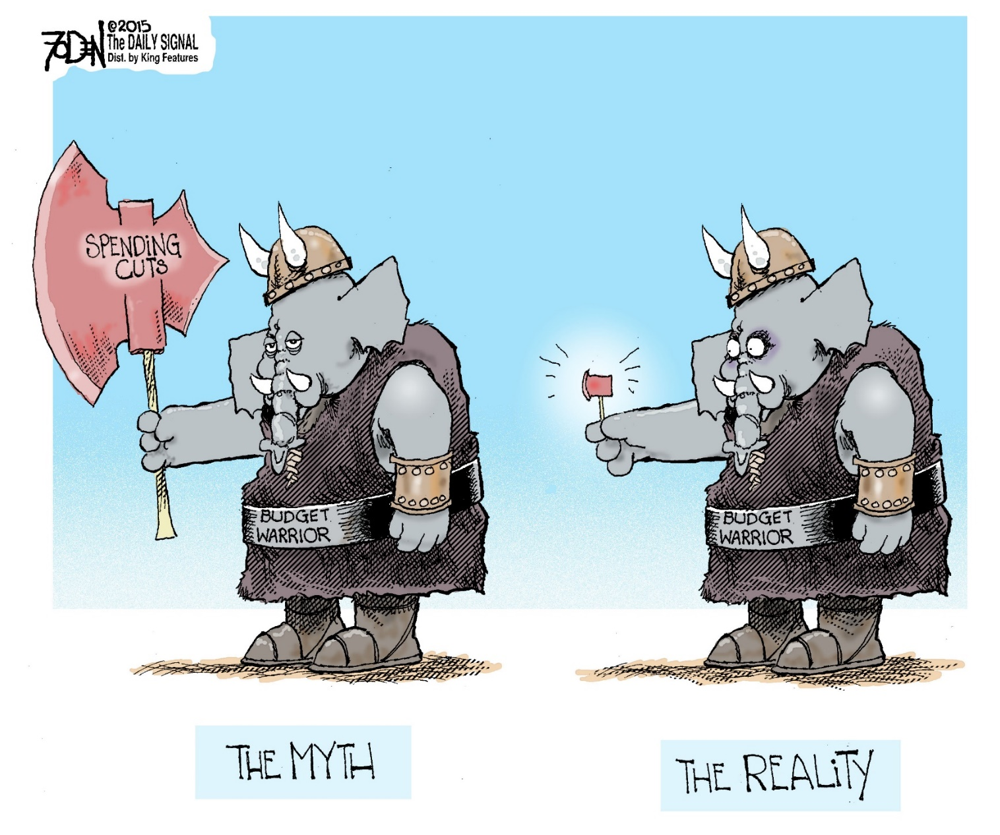 FODEN
©2015
The DAILY SIGNAL
Dist. by King Features
SPENDiNG
CUTS
BUDGET
WARRIOR
BUDGET
WARRIOR
THE MYTH
THE REALiTY